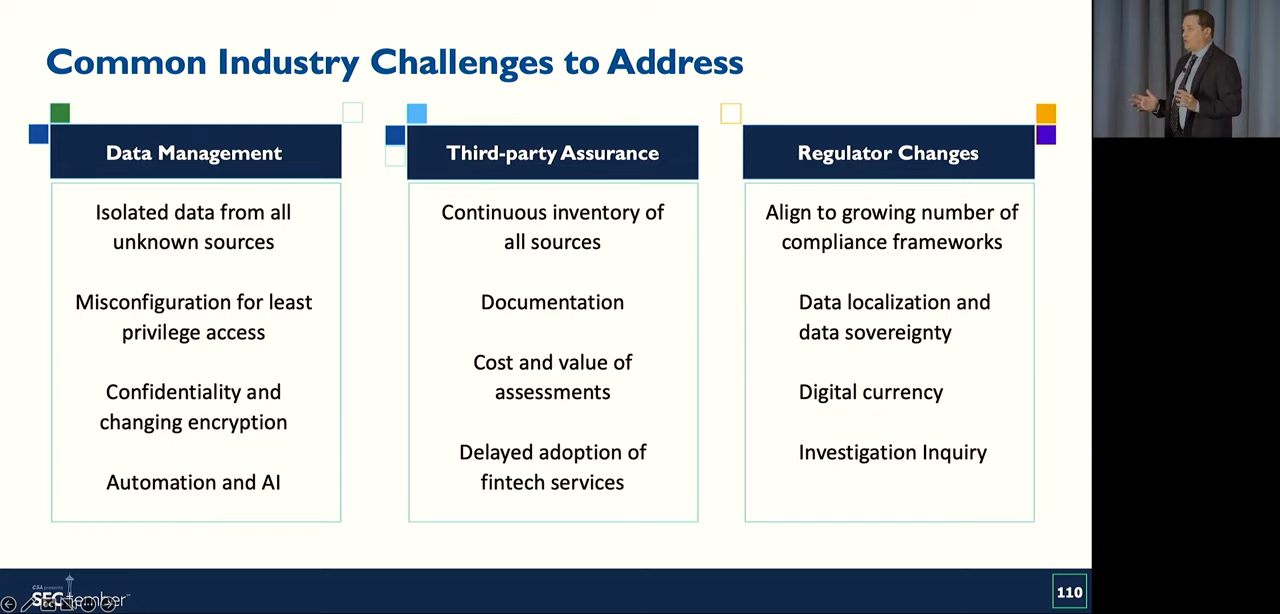 Common Industry Challenges to Address
Data Management
Isolated data from all
unknown sources
Misconfiguration for least
privilege access
Confidentiality and
changing encryption
Automation and AI
Third-party Assurance
Continuous inventory of
all sources
Documentation
Cost and value of
assessments
Delayed adoption of
fintech services
Regulator Changes
Align to growing number of
compliance frameworks
Data localization and
data sovereignty
Digital currency
Investigation Inquiry
CSA presents
SECtember
110